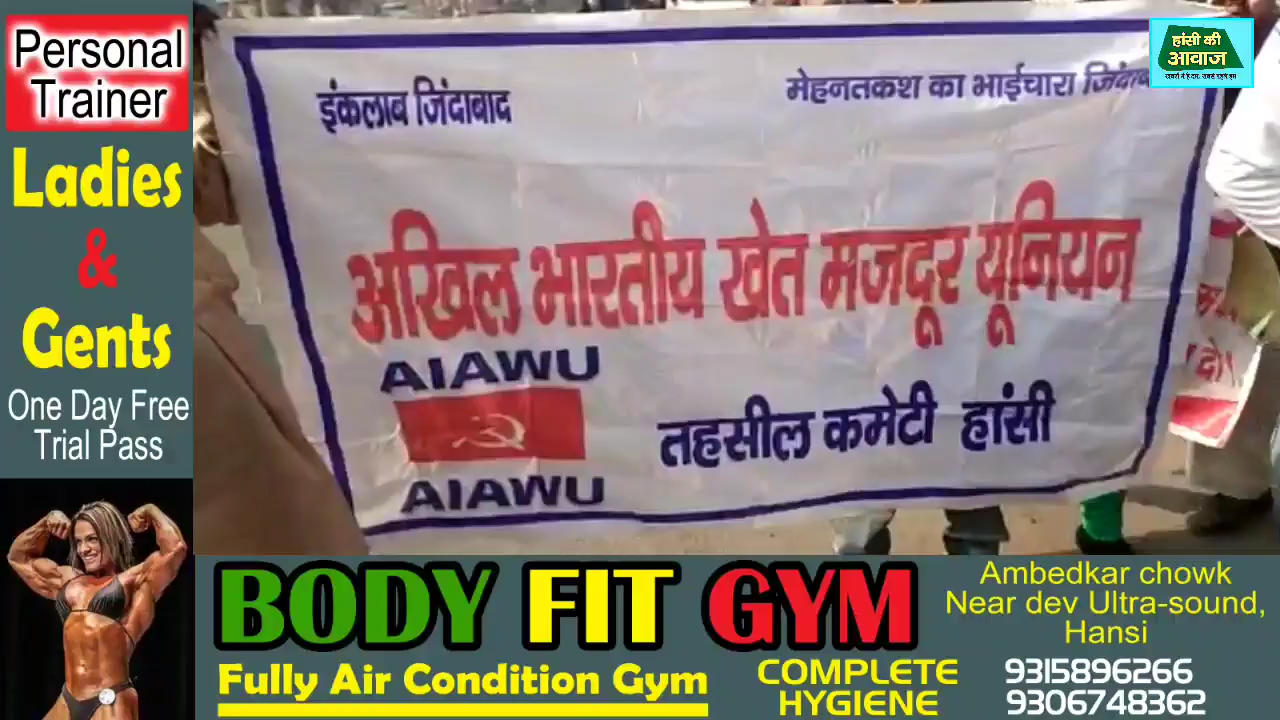 Personal
Trainer
Ladies
&
Gents
One Day Free
Trial Pass
हांसी की
आवाज
इंकलाब जिंदाबाद
मेहनतकश का भाईचारा
अखिल भारतीय खेत मजदूर यूनियन
AIAWU
AIAWU
तहसील कमेटी हांसी
BODY FIT GYM
Fully Air Condition Gym
COMPLETE
HYGIENE
Ambedkar chowk
Near dev Ultra-sound,
Hansi
9315896266
9306748362